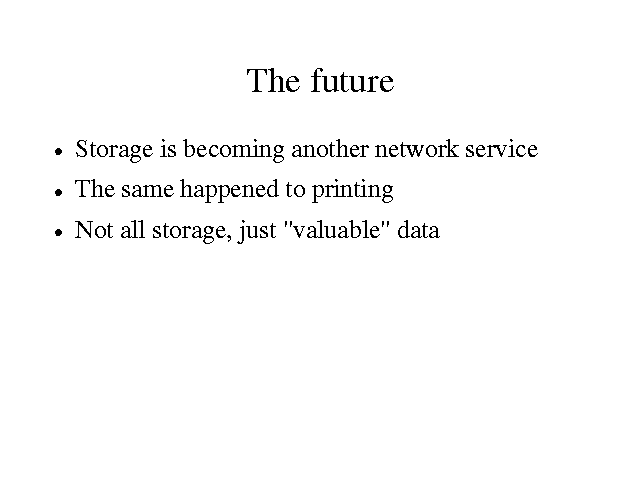 The future
• Storage is becoming another network service
• The same happened to printing
• Not all storage, just "valuable" data